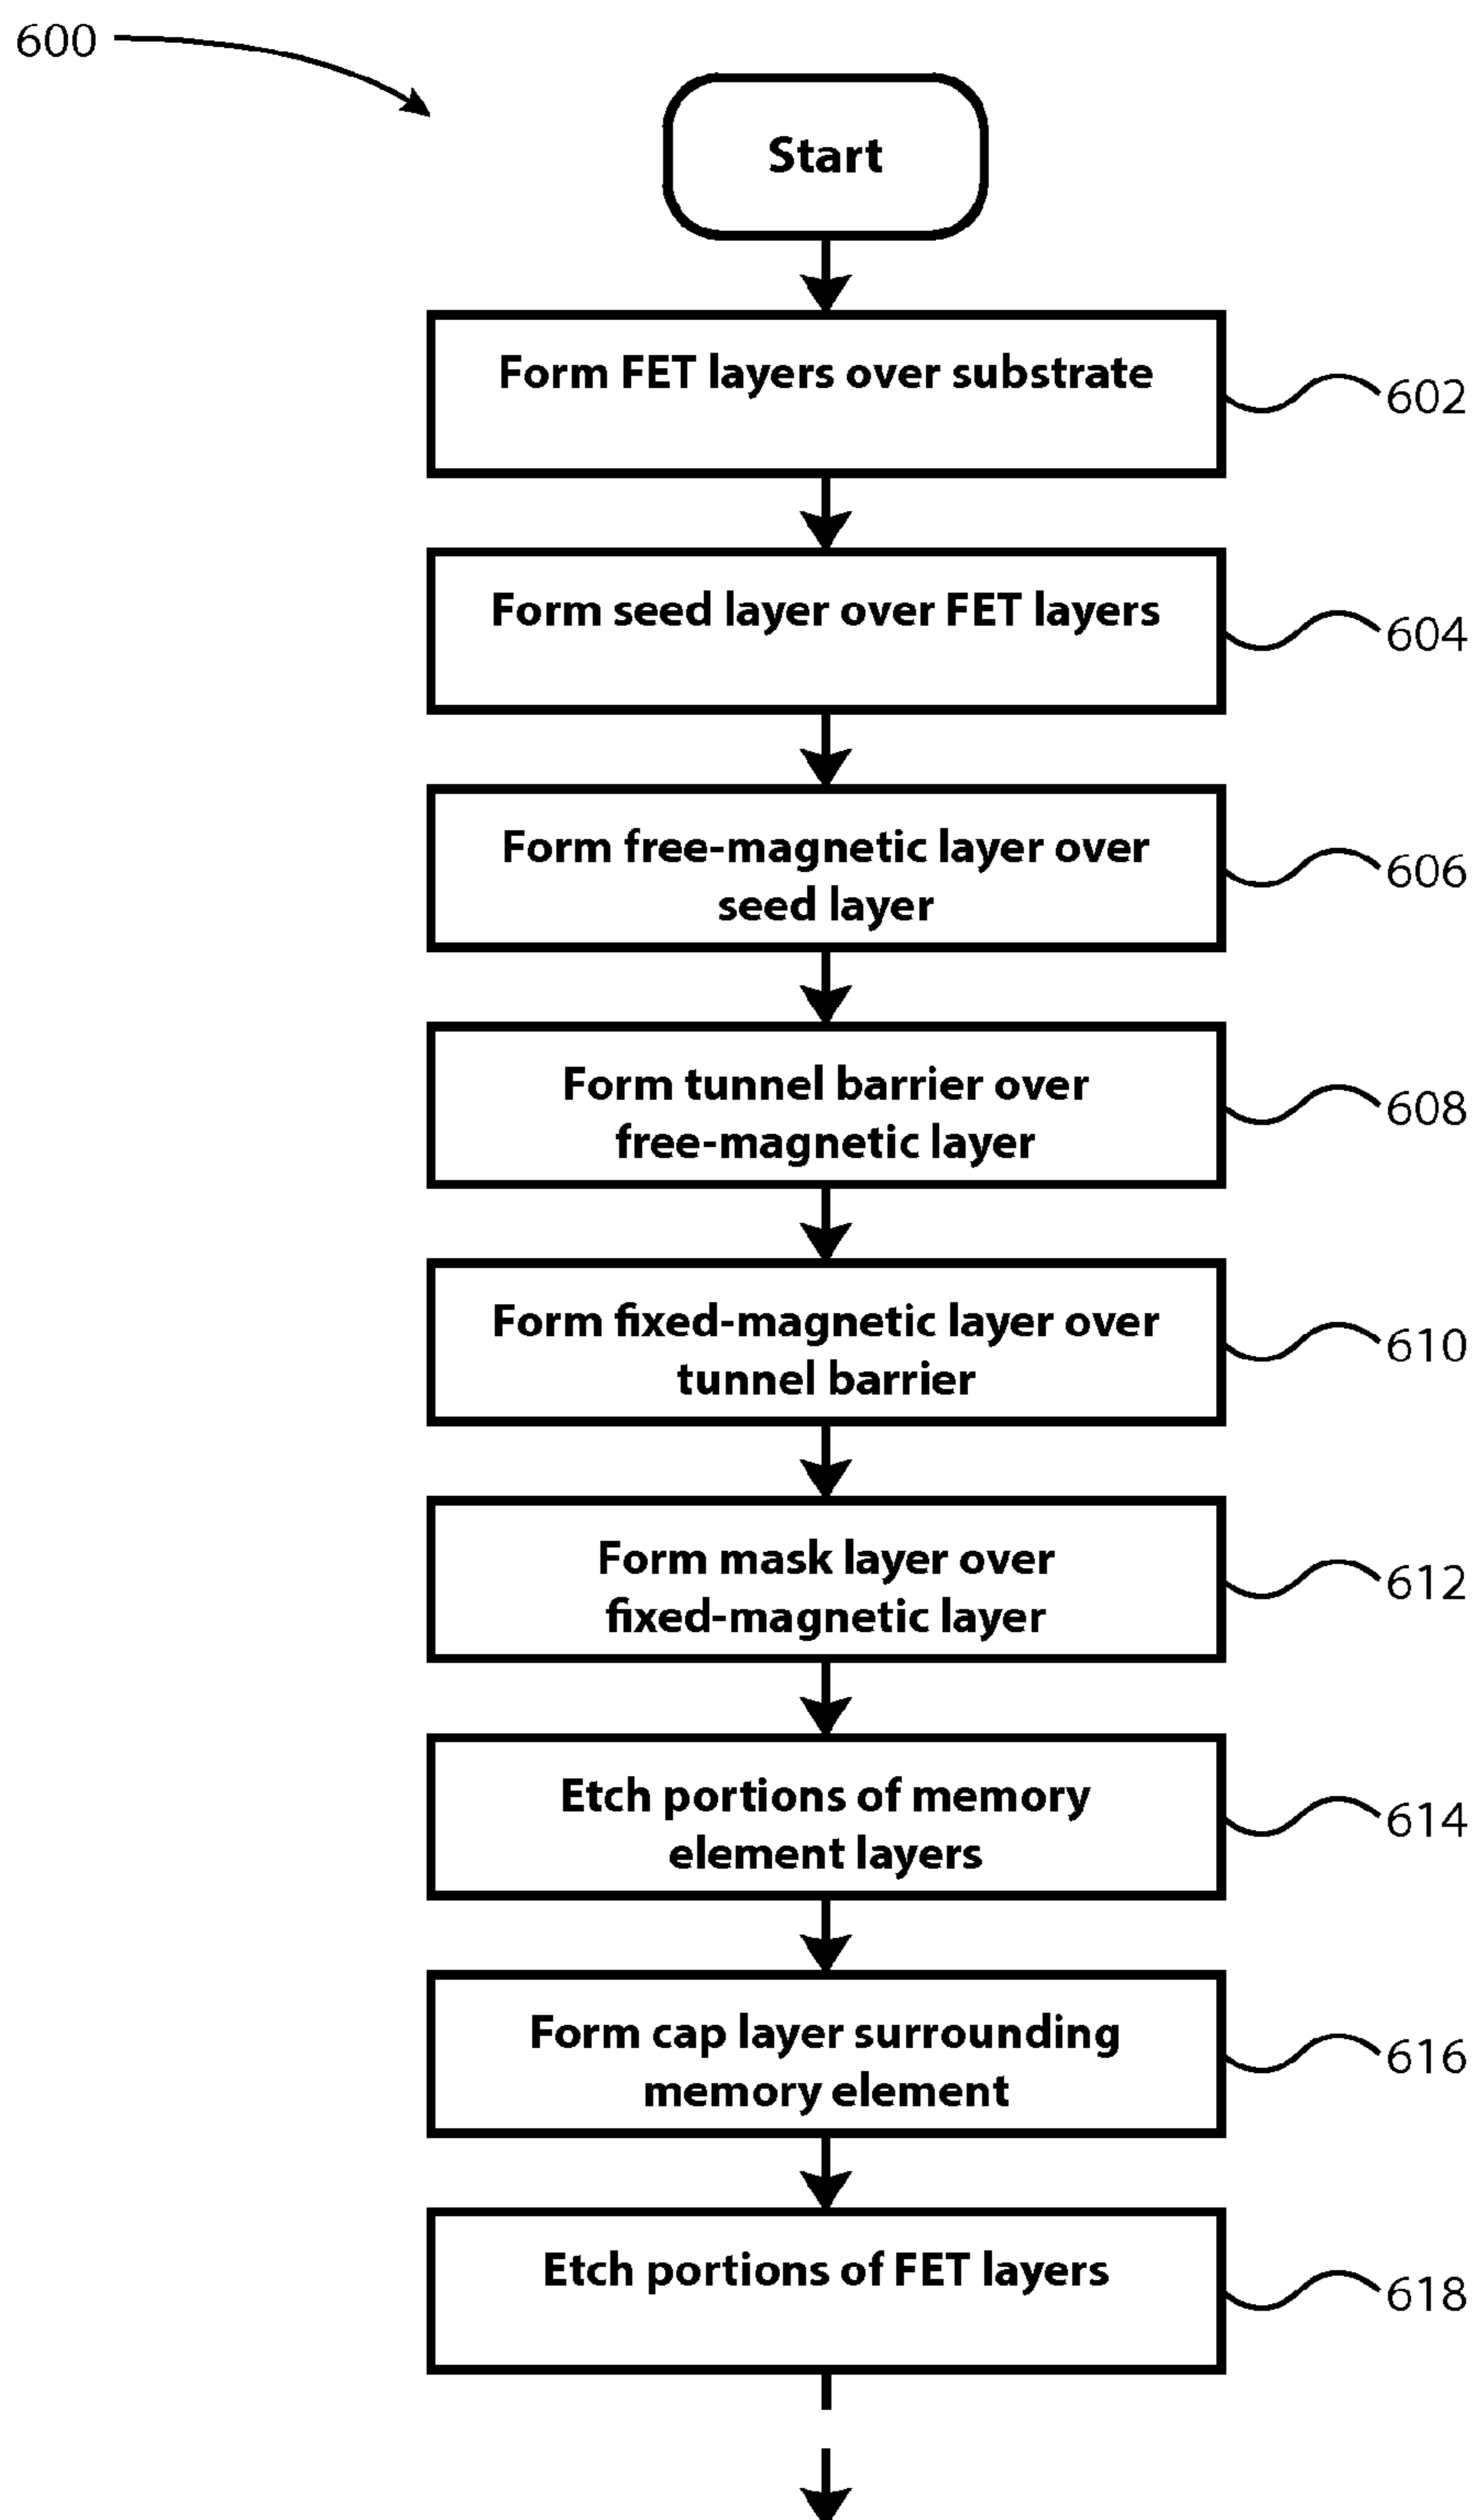 600
Start
Form FET layers over substrate
602
Form seed layer over FET layers
604
Form free-magnetic layer over
seed layer
606
Form tunnel barrier over
free-magnetic layer
608
Form fixed-magnetic layer over
tunnel barrier
610
Form mask layer over
fixed-magnetic layer
612
Etch portions of memory
element layers
614
Form cap layer surrounding
memory element
616
Etch portions of FET layers
618